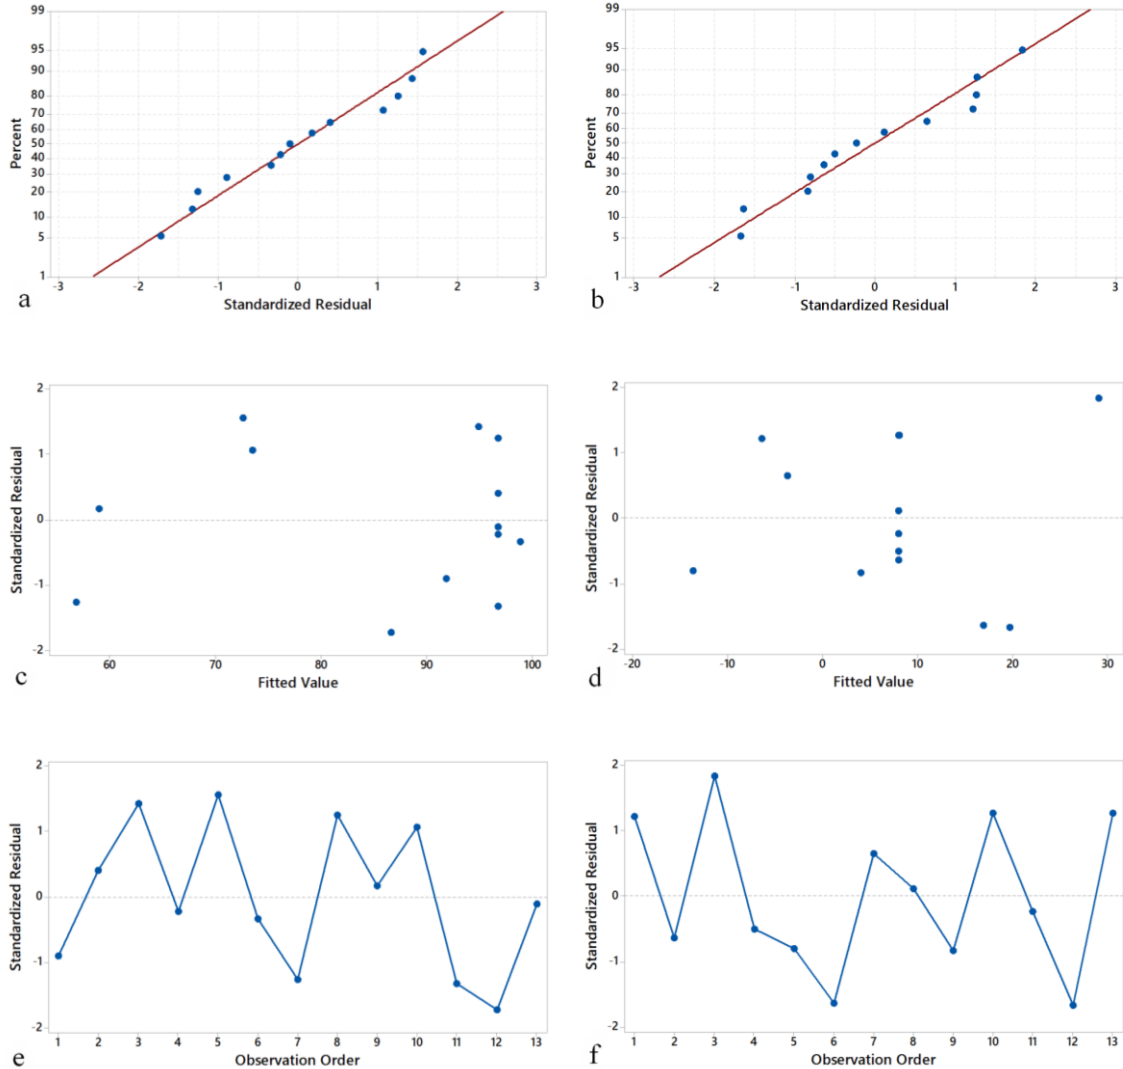 99
95
90
80
70
60
50
40
30
20
10
5
1
Percent
-3 -2 -1 0 1 2 3
Standardized Residual
a
99
95
90
80
70
60
50
40
30
20
10
5
1
Percent
-3 -2 -1 0 1 2 3
Standardized Residual
b
2
1
0
-1
-2
Standardized Residual
60 70 80 90 100
Fitted Value
c
2
1
0
-1
-2
Standardized Residual
-20 -10 0 10 20 30
Fitted Value
d
2
1
0
-1
-2
Standardized Residual
1 2 3 4 5 6 7 8 9 10 11 12 13
Observation Order
e
2
1
0
-1
-2
Standardized Residual
1 2 3 4 5 6 7 8 9 10 11 12 13
Observation Order
f